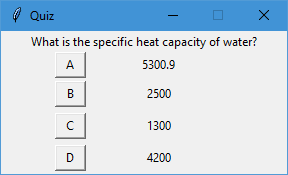 Quiz
What is the specific heat capacity of water?
A 5300.9
B 2500
C 1300
D 4200